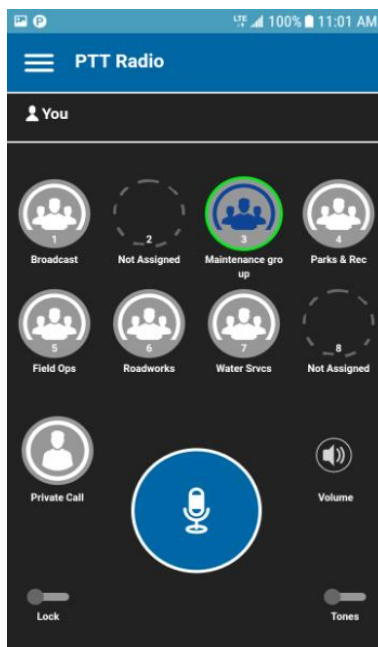 LTE 100% 11:01 AM
PTT Radio
You
1 2 3 4
Broadcast Not Assigned Maintenance gro Parks & Rec
up
5 6 7 8
Field Ops Roadworks Water Srvcs Not Assigned
Private Call Volume
Lock Tones